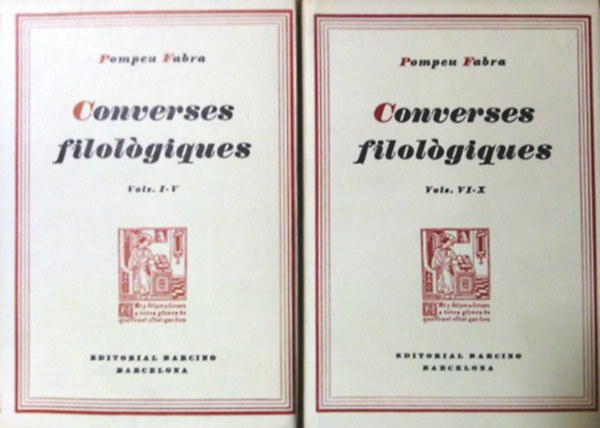 Pompeu Fabra
Converses
filològiques
Vols. I-V
EDITORIAL BARCINO
BARCELONA
Pompeu Fabra
Converses
filològiques
Vols. VI-X
EDITORIAL BARCINO
BARCELONA